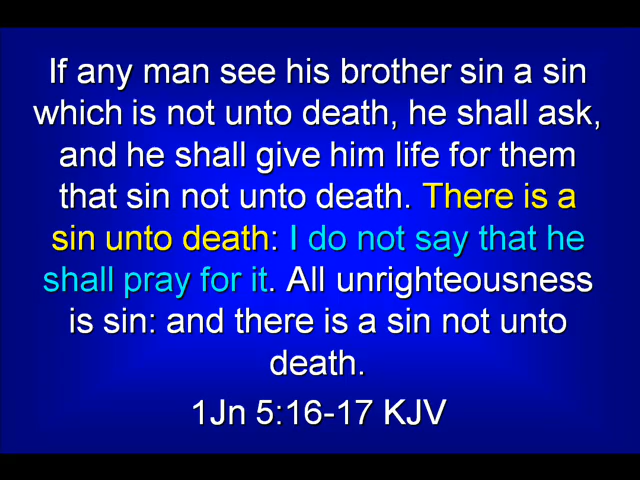 If any man see his brother sin a sin
which is not unto death, he shall ask,
and he shall give him life for them
that sin not unto death. There is a
sin unto death: I do not say that he
shall pray for it. All unrighteousness
is sin: and there is a sin not unto
death.
1Jn 5:16-17 KJV